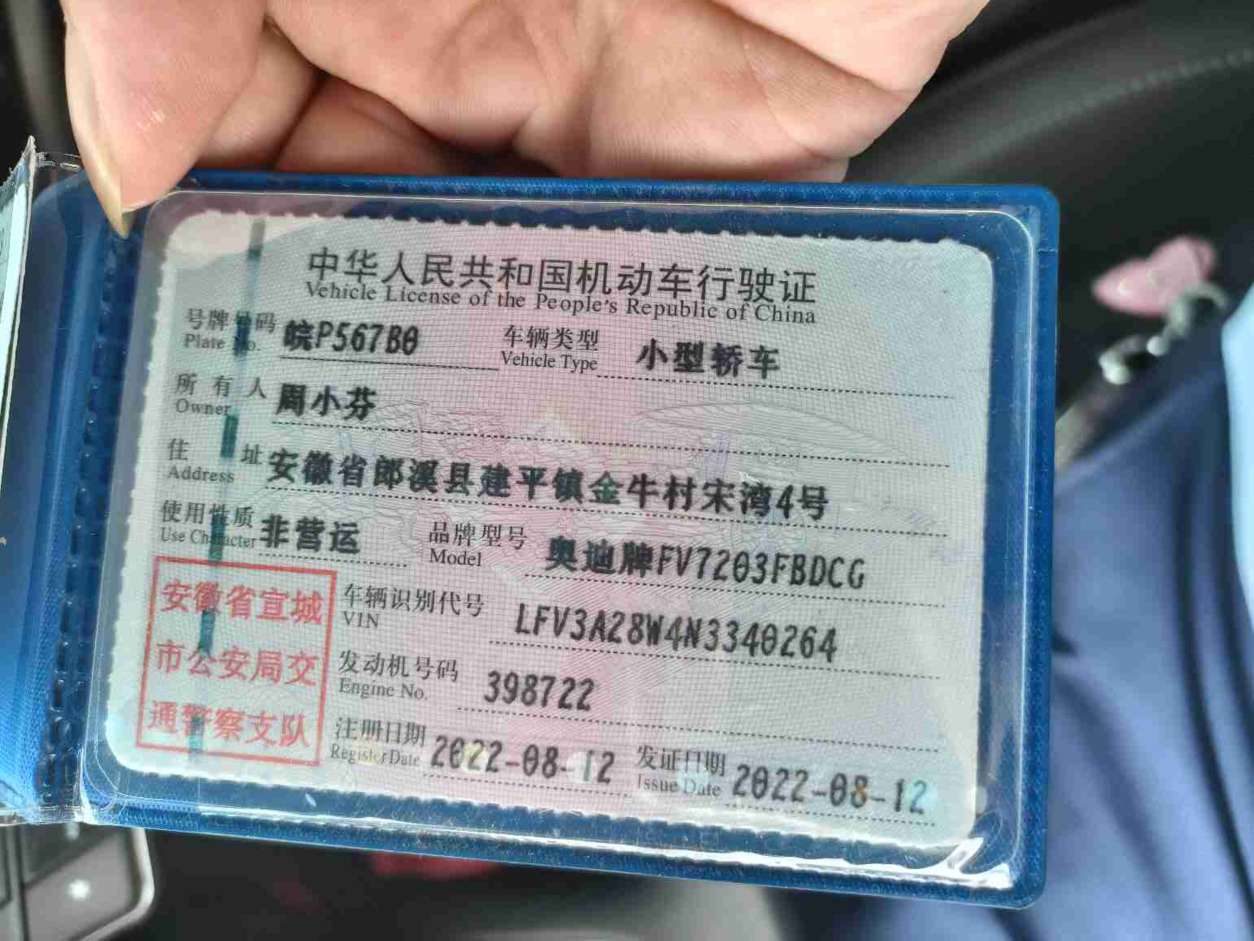 中华人民共和国机动车行驶证
Vehicle License of the People's Republic of China
号牌号码 皖P567B0 车辆类型 小型轿车
Plate No. Vehicle Type
所有人 周小芬
Owner
住址 安徽省郎溪县建平镇金牛村宋湾4号
Address
使用性质 非营运 品牌型号 奥迪牌FV7203FBDCG
Use Character Model
安徽省宣城
市公安局交
通警察支队
车辆识别代号 LFV3A28W4N3340264
VIN
发动机号码 398722
Engine No.
注册日期 2022-08-12 发证日期 2022-08-12
Register Date Issue Date